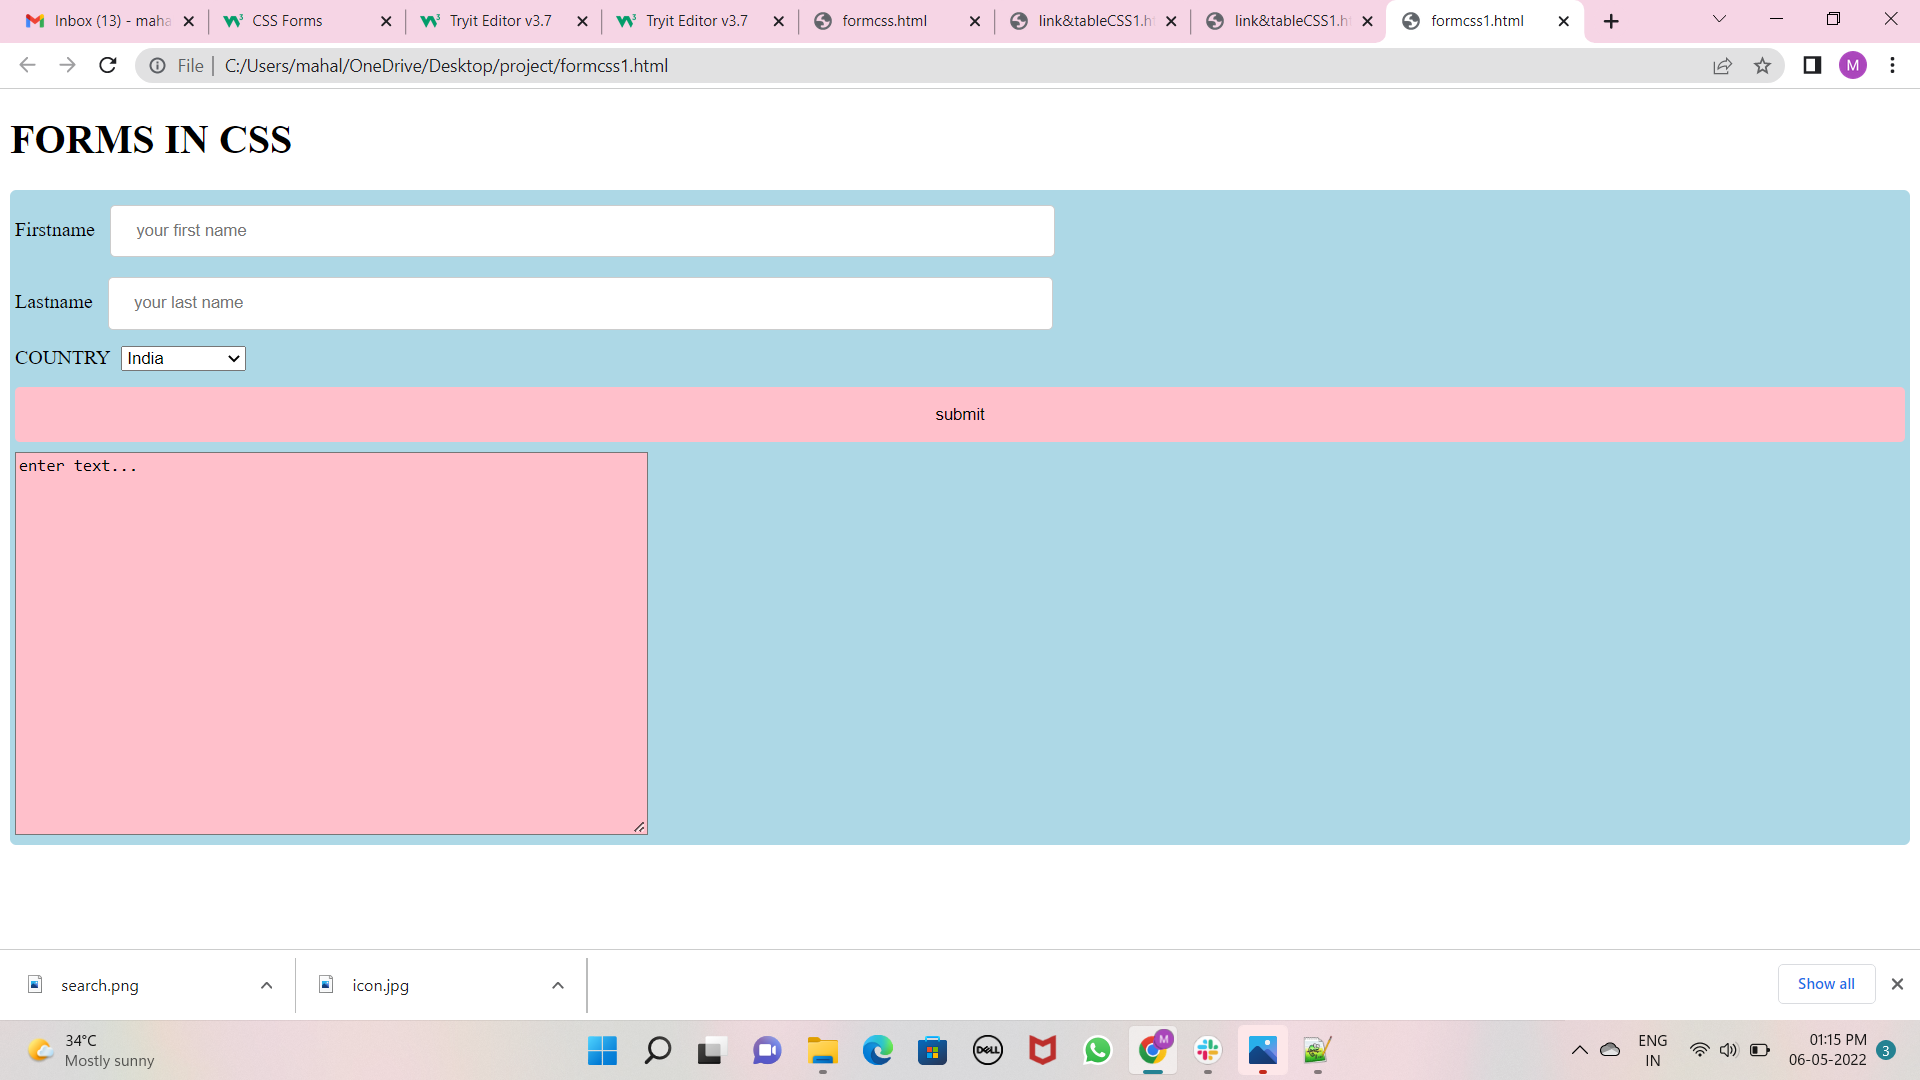 Inbox (13) - maha
CSS Forms
Tryit Editor v3.7
Tryit Editor v3.7
formcss.html
link&tableCSS1.ht
link&tableCSS1.ht
formcss1.html
File | C:/Users/mahal/OneDrive/Desktop/project/formcss1.html
M
FORMS IN CSS
Firstname your first name
Lastname your last name
COUNTRY India
submit
enter text...
search.png
icon.jpg
Show all
34°C
Mostly sunny
DELL
M
ENG
IN
01:15 PM
06-05-2022
3